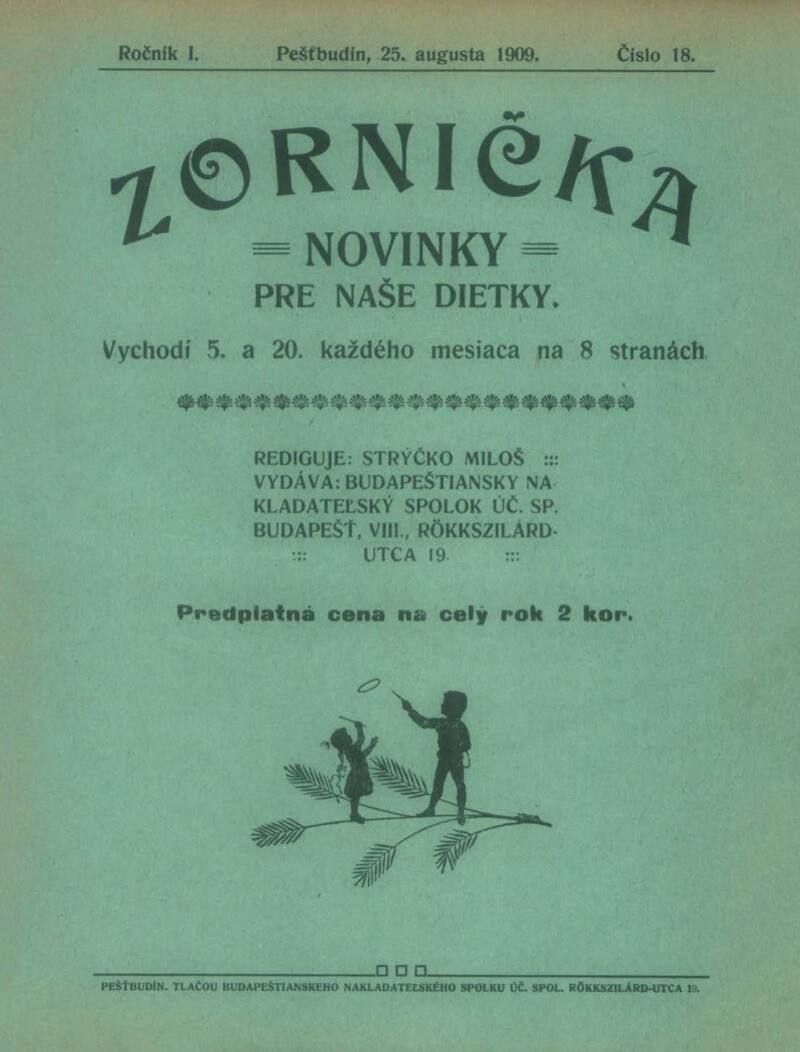 Ročník I. Pešťbudín, 25. augusta 1909. Číslo 18.
ZORNIČKA
NOVINKY
PRE NAŠE DIETKY.
Vychodí 5. a 20. každého mesiaca na 8 stranách
REDIGUJE: STRÝČKO MILOŠ :::
VYDÁVA: BUDAPEŠTIANSKY NA-
KLADATEĽSKÝ SPOLOK ÚČ. SP.
BUDAPEŠŤ, VIII., RÖKKSZILÁRD-
::: UTCA 19. :::
Predplatná cena na celý rok 2 kor.
PEŠŤBUDÍN. TLAČOU BUDAPEŠTIANSKEHO NAKLADATEĽSKÉHO SPOLKU ÚČ. SPOL. RÖKKSZILÁRD-UTCA 19.